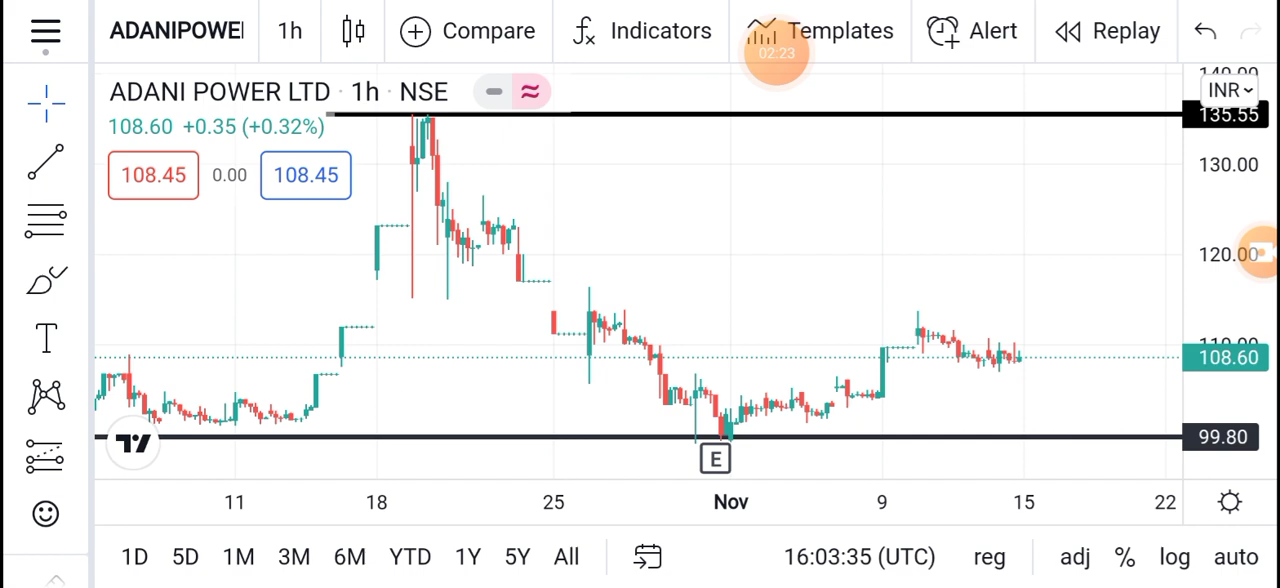 ADANIPOWE 1h Compare Indicators Templates Alert Replay
02:23
ADANI POWER LTD · 1h · NSE
INR
108.60 +0.35 (+0.32%)
135.55
108.45 0.00 108.45
130.00
120.00
108.60
99.80
E
11 18 25 Nov 9 15 22
1D 5D 1M 3M 6M YTD 1Y 5Y All 16:03:35 (UTC) reg adj % log auto